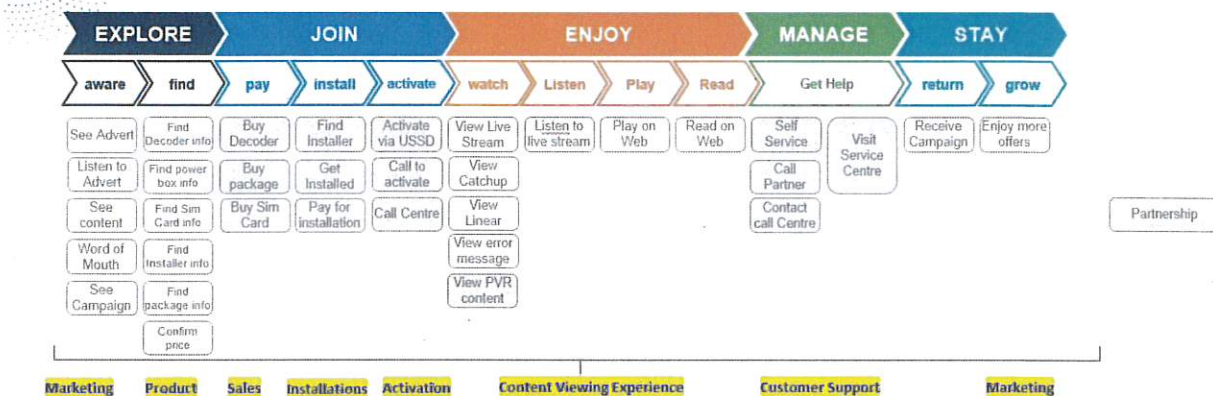 EXPLORE JOIN ENJOY MANAGE STAY
aware find pay install activate watch Listen Play Read Get Help return grow
See Advert
Listen to
Advert
See
content
Word of
Mouth
See
Campaign
Find
Decoder info
Find power
box info
Find Sim
Card info
Find
Installer info
Find
package info
Confirm
price
Buy
Decoder
Buy
package
Buy Sim
Card
Find
Installer
Get
Installed
Pay for
installation
Activate
via USSD
Call to
activate
Call Centre
View Live
Stream
View
Catchup
View
Linear
View error
message
View PVR
content
Listen to
live stream
Play on
Web
Read on
Web
Self
Service
Call
Partner
Contact
call Centre
Visit
Service
Centre
Receive
Campaign
Enjoy more
offers
Partnership
Marketing Product Sales Installations Activation Content Viewing Experience Customer Support Marketing